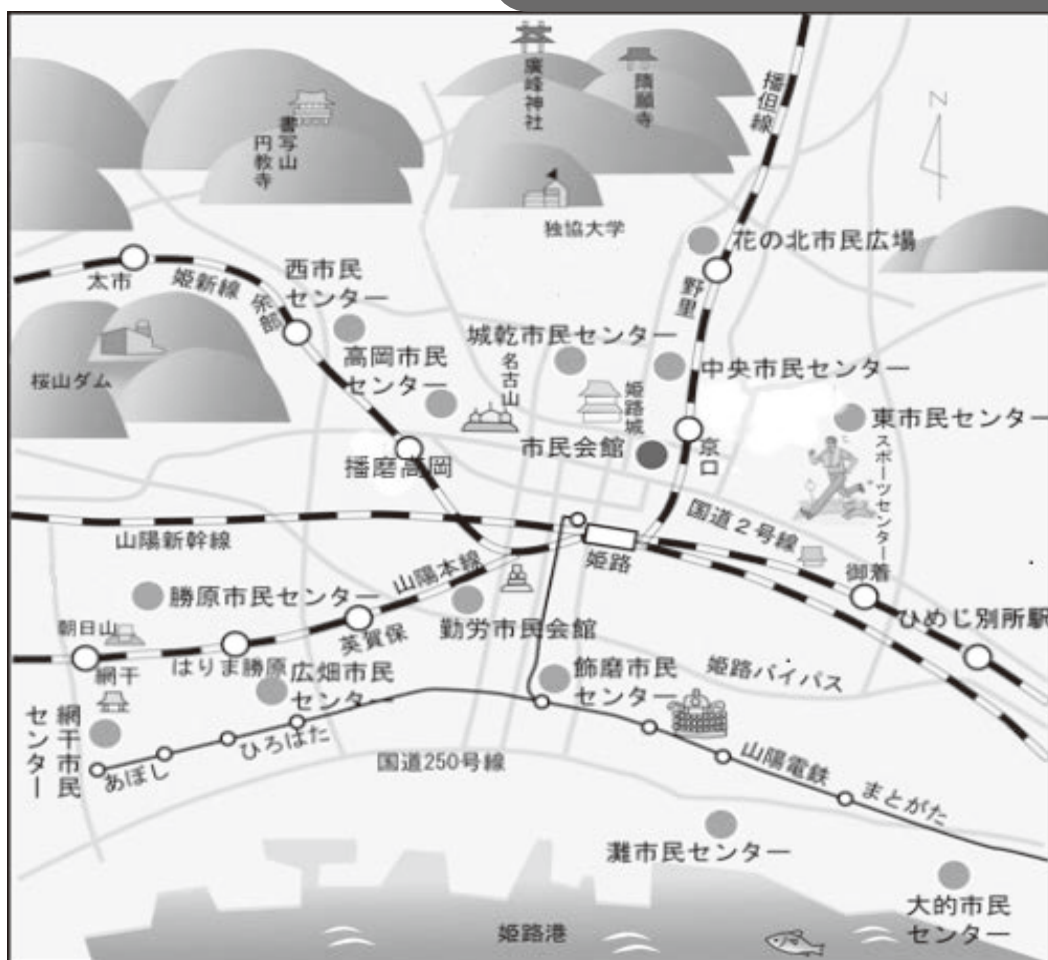 廣峰神社
隋願寺
播但線
書写山
円教寺
N
独協大学
花の北市民広場
太市
姫新線
余部
西市民
センター
野里
城乾市民センター
高岡市民
センター
名古山
中央市民センター
桜山ダム
姫路城
東市民センター
市民会館
京口
播磨高岡
スポーツセンター
国道2号線
山陽新幹線
姫路
山陽本線
御着
勝原市民センター
ひめじ別所駅
朝日山
英賀保
勤労市民会館
はりま勝原
網干
広畑市民
センター
飾磨市民
センター
姫路バイパス
網干市民
センター
ひろはた
あぼし
国道250号線
山陽電鉄
まとがた
灘市民センター
大的市民
センター
姫路港